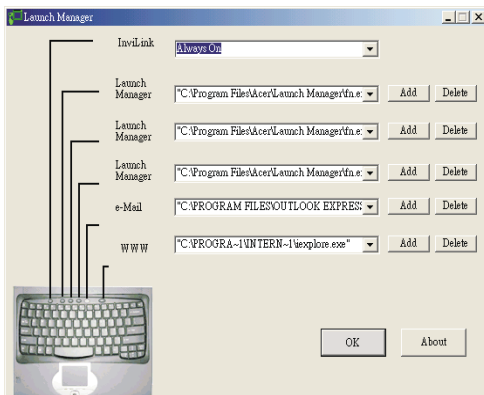 Launch Manager
InviLink
Always On
Launch Manager
"C:\Program Files\Acer\Launch Manager\fn.e
Add
Delete
Launch Manager
"C:\Program Files\Acer\Launch Manager\fn.e
Add
Delete
Launch Manager
"C:\Program Files\Acer\Launch Manager\fn.e
Add
Delete
e-Mail
"C:\PROGRAM FILES\OUTLOOK EXPRES
Add
Delete
WWW
"C:\PROGRA~1\INTERN~1\iexplore.exe"
Add
Delete
OK
About